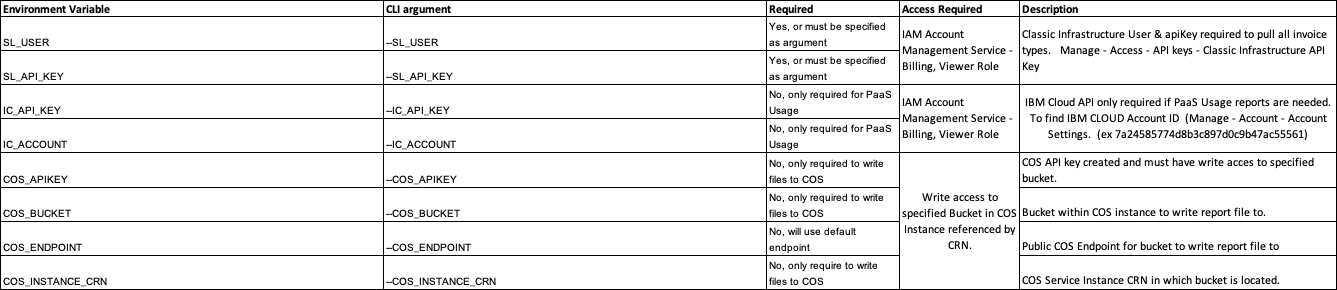 Environment Variable CLI argument Required Access Required Description
SL_USER --SL_USER Yes, or must be specified
as argument
SL_API_KEY --SL_API_KEY Yes, or must be specified
as argument
IAM Account
Management Service -
Billing, Viewer Role
Classic Infrastructure User & apiKey required to pull all invoice
types. Manage - Access - API keys - Classic Infrastructure API
Key
IC_API_KEY --IC_API_KEY No, only required for PaaS
Usage
IC_ACCOUNT --IC_ACCOUNT No, only required for PaaS
Usage
IAM Account
Management Service -
Billing, Viewer Role
IBM Cloud API only required if PaaS Usage reports are needed.
To find IBM CLOUD Account ID (Manage - Account - Account
Settings. (ex 7a24585774d8b3c897d0c9b47ac55561)
COS_APIKEY --COS_APIKEY No, only required to write
files to COS
COS API key created and must have write acces to specified
bucket.
COS_BUCKET --COS_BUCKET No, only required to write
files to COS
Write access to
specified Bucket in COS
Instance referenced by
CRN.
Bucket within COS instance to write report file to.
COS_ENDPOINT --COS_ENDPOINT No, will use default
endpoint
Public COS Endpoint for bucket to write report file to
COS_INSTANCE_CRN --COS_INSTANCE_CRN No, only require to write
files to COS
COS Service Instance CRN in which bucket is located.